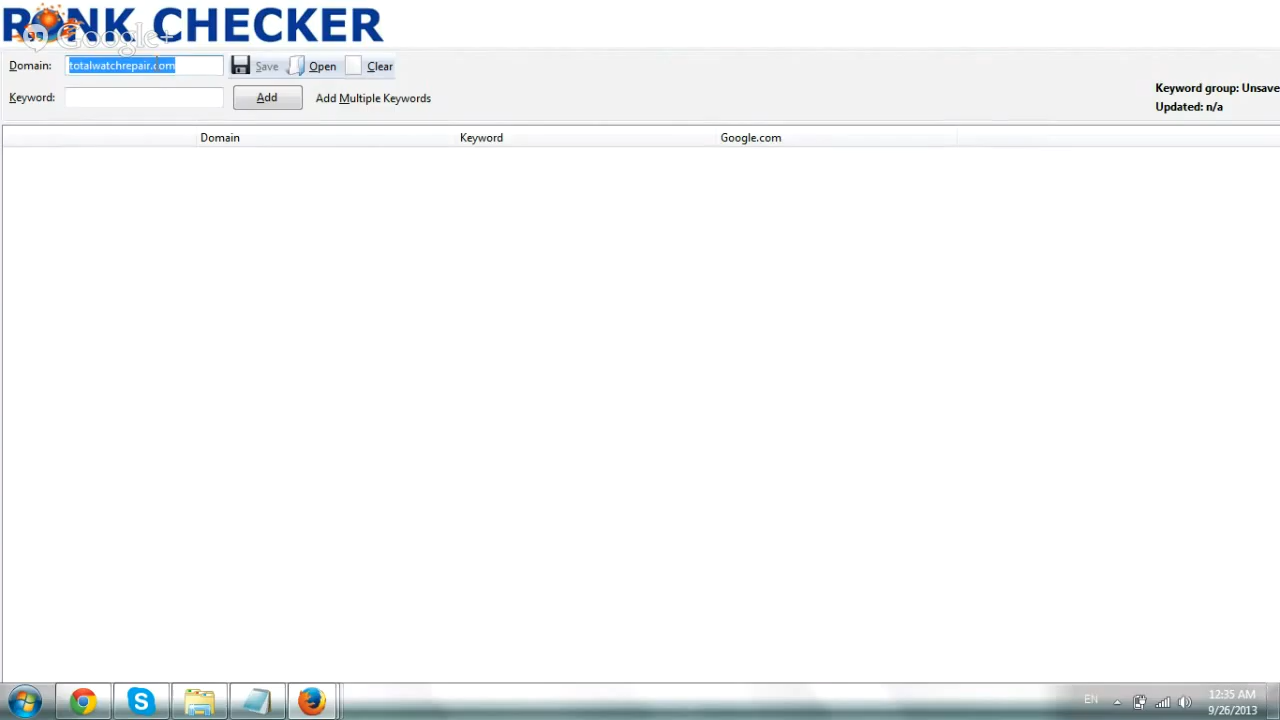 RANK CHECKER
Google+
Domain: totalwatchrepair.com Save Open Clear
Keyword: Add Add Multiple Keywords
Keyword group: Unsave
Updated: n/a
Domain Keyword Google.com
EN 12:35 AM
9/26/2013